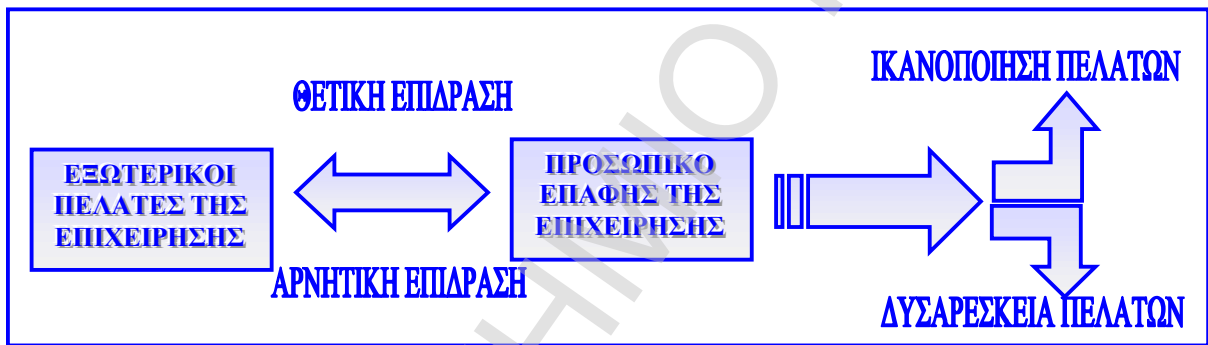 ΘΕΤΙΚΗ ΕΠΙΔΡΑΣΗ
ΕΞΩΤΕΡΙΚΟΙ
ΠΕΛΑΤΕΣ ΤΗΣ
ΕΠΙΧΕΙΡΗΣΗΣ
ΑΡΝΗΤΙΚΗ ΕΠΙΔΡΑΣΗ
ΠΡΟΣΩΠΙΚΟ
ΕΠΑΦΗΣ ΤΗΣ
ΕΠΙΧΕΙΡΗΣΗΣ
ΙΚΑΝΟΠΟΙΗΣΗ ΠΕΛΑΤΩΝ
ΔΥΣΑΡΕΣΚΕΙΑ ΠΕΛΑΤΩΝ